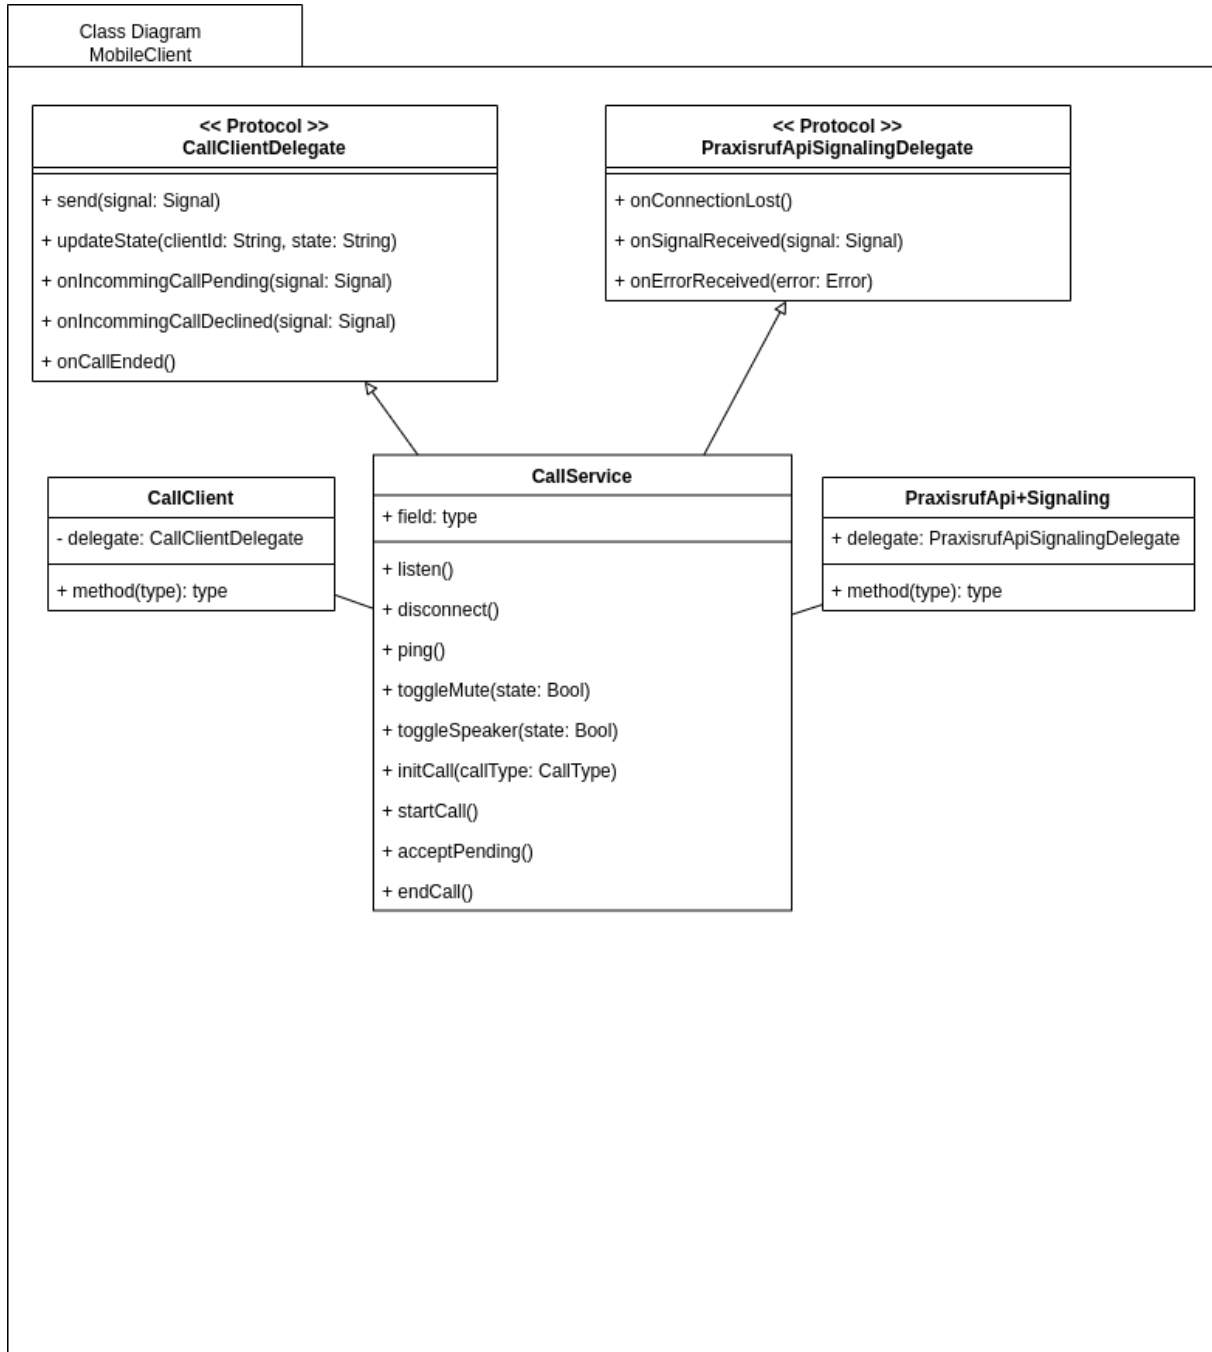 Class Diagram
MobileClient
<< Protocol >>
CallClientDelegate
+ send(signal: Signal)
+ updateState(clientId: String, state: String)
+ onIncommingCallPending(signal: Signal)
+ onIncommingCallDeclined(signal: Signal)
+ onCallEnded()
<< Protocol >>
PraxisrufApiSignalingDelegate
+ onConnectionLost()
+ onSignalReceived(signal: Signal)
+ onErrorReceived(error: Error)
CallClient
- delegate: CallClientDelegate
+ method(type): type
CallService
+ field: type
+ listen()
+ disconnect()
+ ping()
+ toggleMute(state: Bool)
+ toggleSpeaker(state: Bool)
+ initCall(callType: CallType)
+ startCall()
+ acceptPending()
+ endCall()
PraxisrufApi+Signaling
+ delegate: PraxisrufApiSignalingDelegate
+ method(type): type